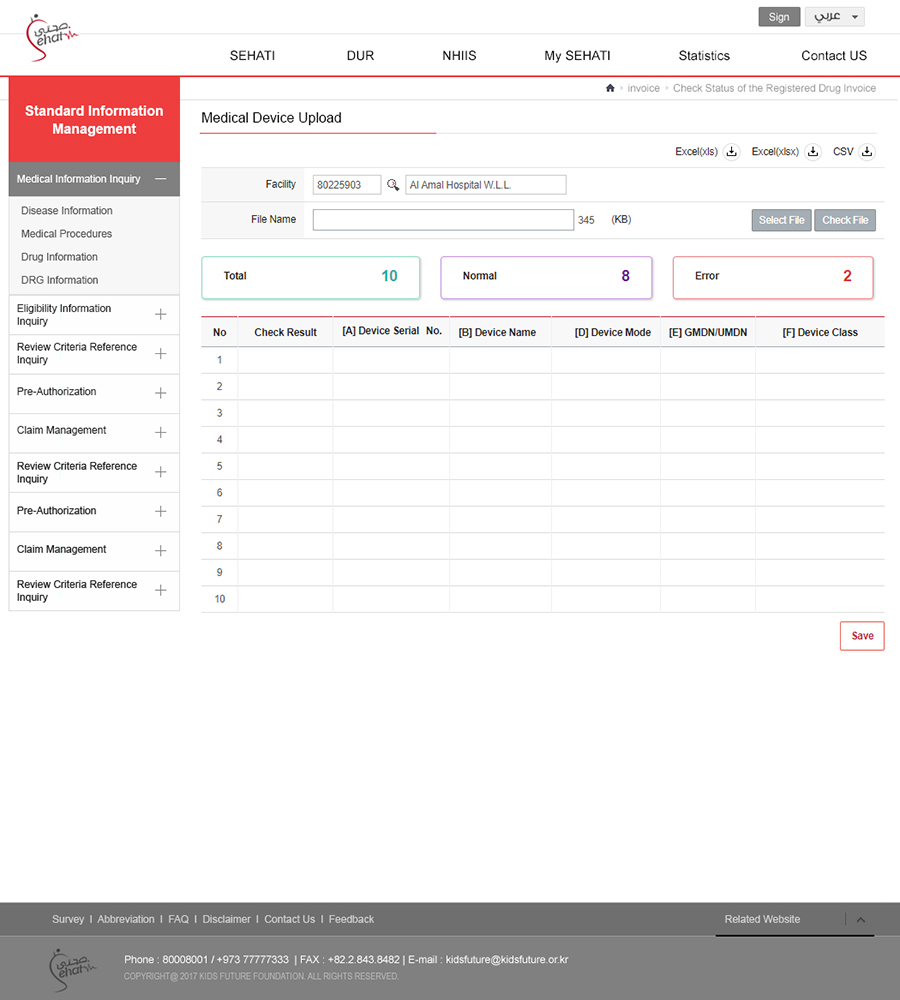 صحتي
Sehati
Sign
عربي
SEHATI DUR NHIIS My SEHATI Statistics Contact US
invoice Check Status of the Registered Drug Invoice
Standard Information
Management
Medical Information Inquiry
Disease Information
Medical Procedures
Drug Information
DRG Information
Eligibility Information
Inquiry
Review Criteria Reference
Inquiry
Pre-Authorization
Claim Management
Review Criteria Reference
Inquiry
Pre-Authorization
Claim Management
Review Criteria Reference
Inquiry
Medical Device Upload
Excel(xls) Excel(xlsx) CSV
Facility 80225903 Al Amal Hospital W.L.L.
File Name 345 (KB) Select File Check File
Total 10 Normal 8 Error 2
No Check Result [A] Device Serial No. [B] Device Name [D] Device Mode [E] GMDN/UMDN [F] Device Class
1
2
3
4
5
6
7
8
9
10
Save
Survey I Abbreviation I FAQ I Disclaimer I Contact Us I Feedback
Related Website
صحتي
Sehati
Phone : 80008001 / +973 77777333 | FAX : +82.2.843.8482 | E-mail : kidsfuture@kidsfuture.or.kr
COPYRIGHT@ 2017 KIDS FUTURE FOUNDATION. ALL RIGHTS RESERVED.